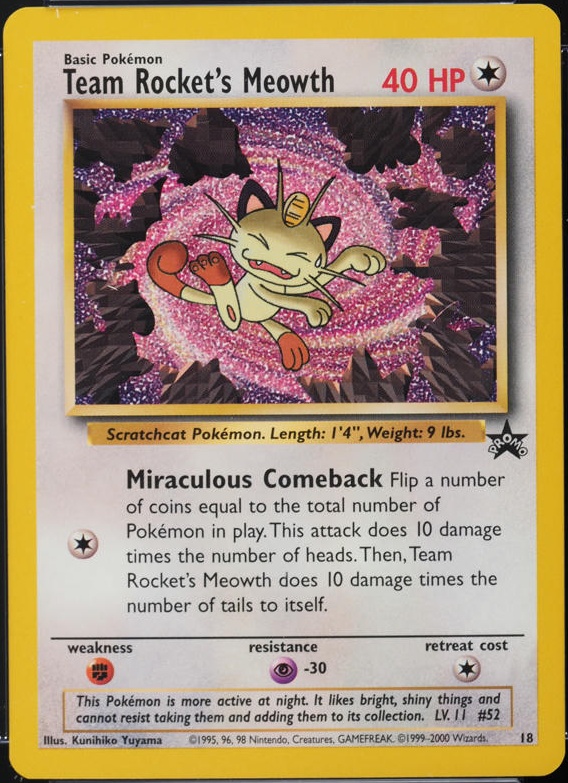 Basic Pokémon
Team Rocket's Meowth 40 HP
Scratchcat Pokémon. Length: 1'4", Weight: 9 lbs.
PROMO
Miraculous Comeback Flip a number
of coins equal to the total number of
Pokémon in play. This attack does 10 damage
times the number of heads. Then, Team
Rocket's Meowth does 10 damage times the
number of tails to itself.
weakness resistance retreat cost
-30
This Pokémon is more active at night. It likes bright, shiny things and
cannot resist taking them and adding them to its collection. LV. 11 #52
Illus. Kunihiko Yuyama ©1995, 96, 98 Nintendo, Creatures, GAMEFREAK. ©1999-2000 Wizards. 18